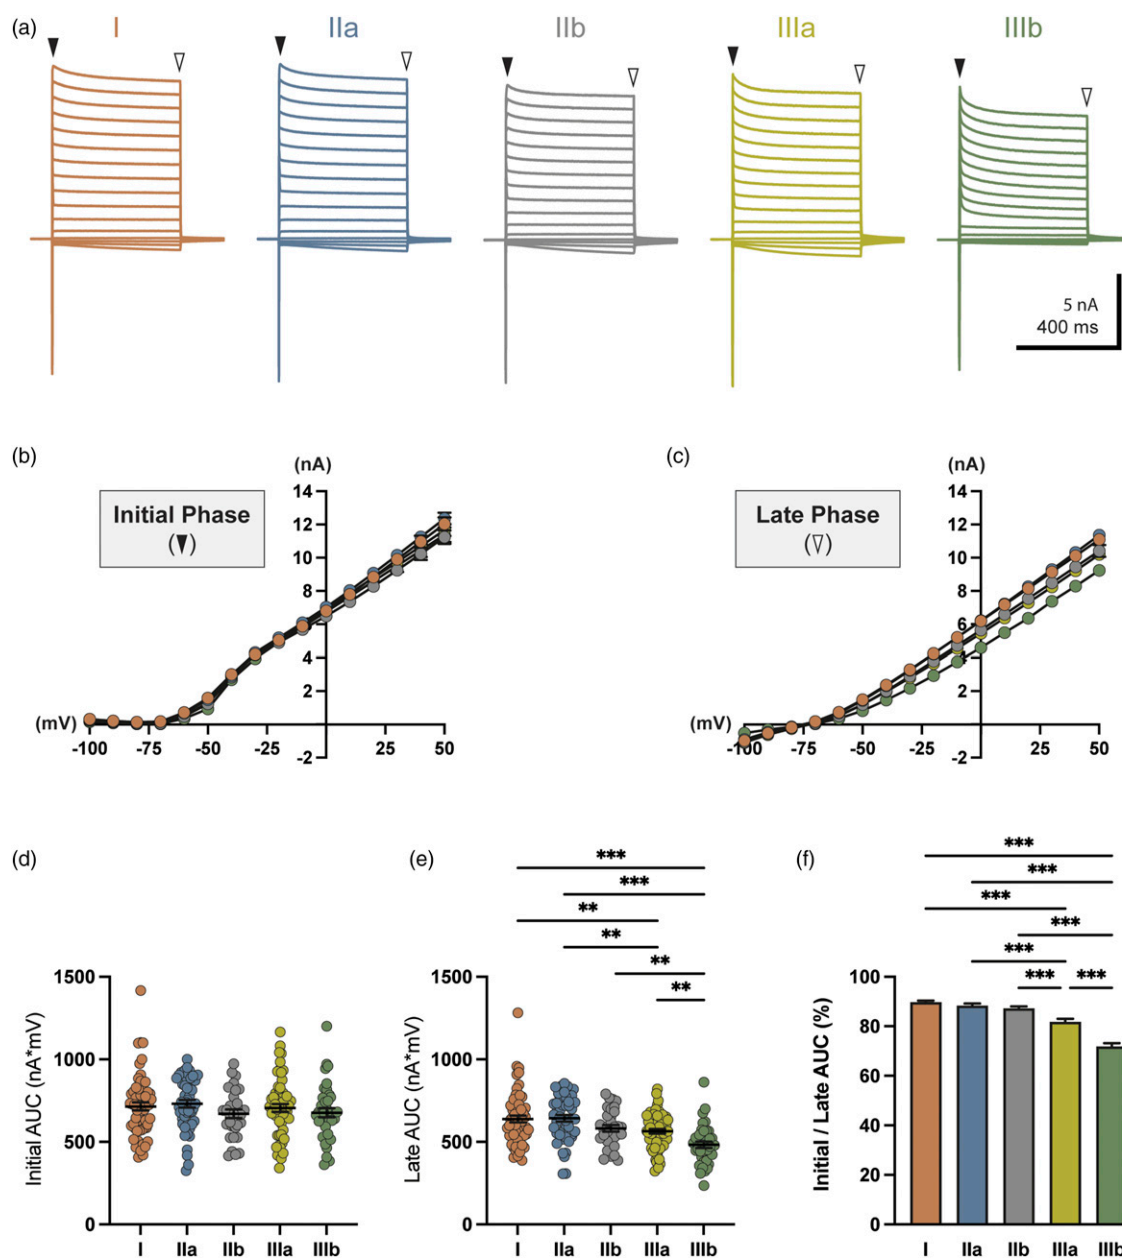 (a)
I
IIa
IIb
IIIa
IIIb
5 nA
400 ms
(b)
(nA)
Initial Phase
( )
14
12
10
8
6
4
2
-2
(mV)
-100
-75
-50
-25
25
50
(c)
(nA)
Late Phase
( )
14
12
10
8
6
4
2
-2
(mV)
-100
-75
-50
-25
25
50
(d)
Initial AUC (nA*mV)
1500
1000
500
0
I
IIa
IIb
IIIa
IIIb
(e)
***
***
**
**
**
**
Late AUC (nA*mV)
1500
1000
500
0
I
IIa
IIb
IIIa
IIIb
(f)
***
***
***
***
***
***
***
Initial / Late AUC (%)
100
80
60
40
20
0
I
IIa
IIb
IIIa
IIIb